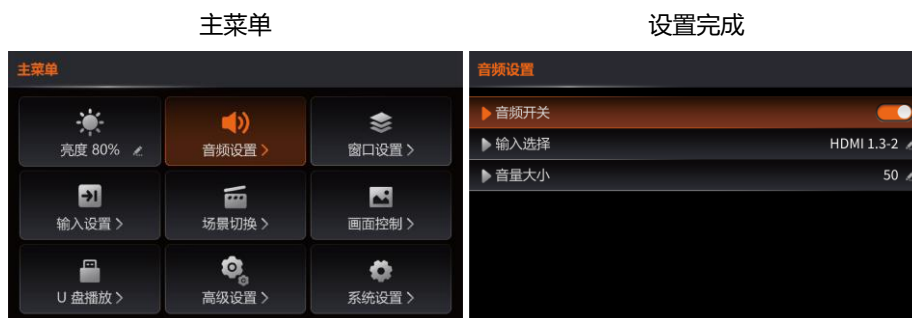 主菜单
设置完成
主菜单
亮度 80%
音频设置 >
窗口设置 >
输入设置 >
场景切换 >
画面控制 >
U 盘播放 >
高级设置 >
系统设置 >
音频设置
音频开关
输入选择 HDMI 1.3-2
音量大小 50